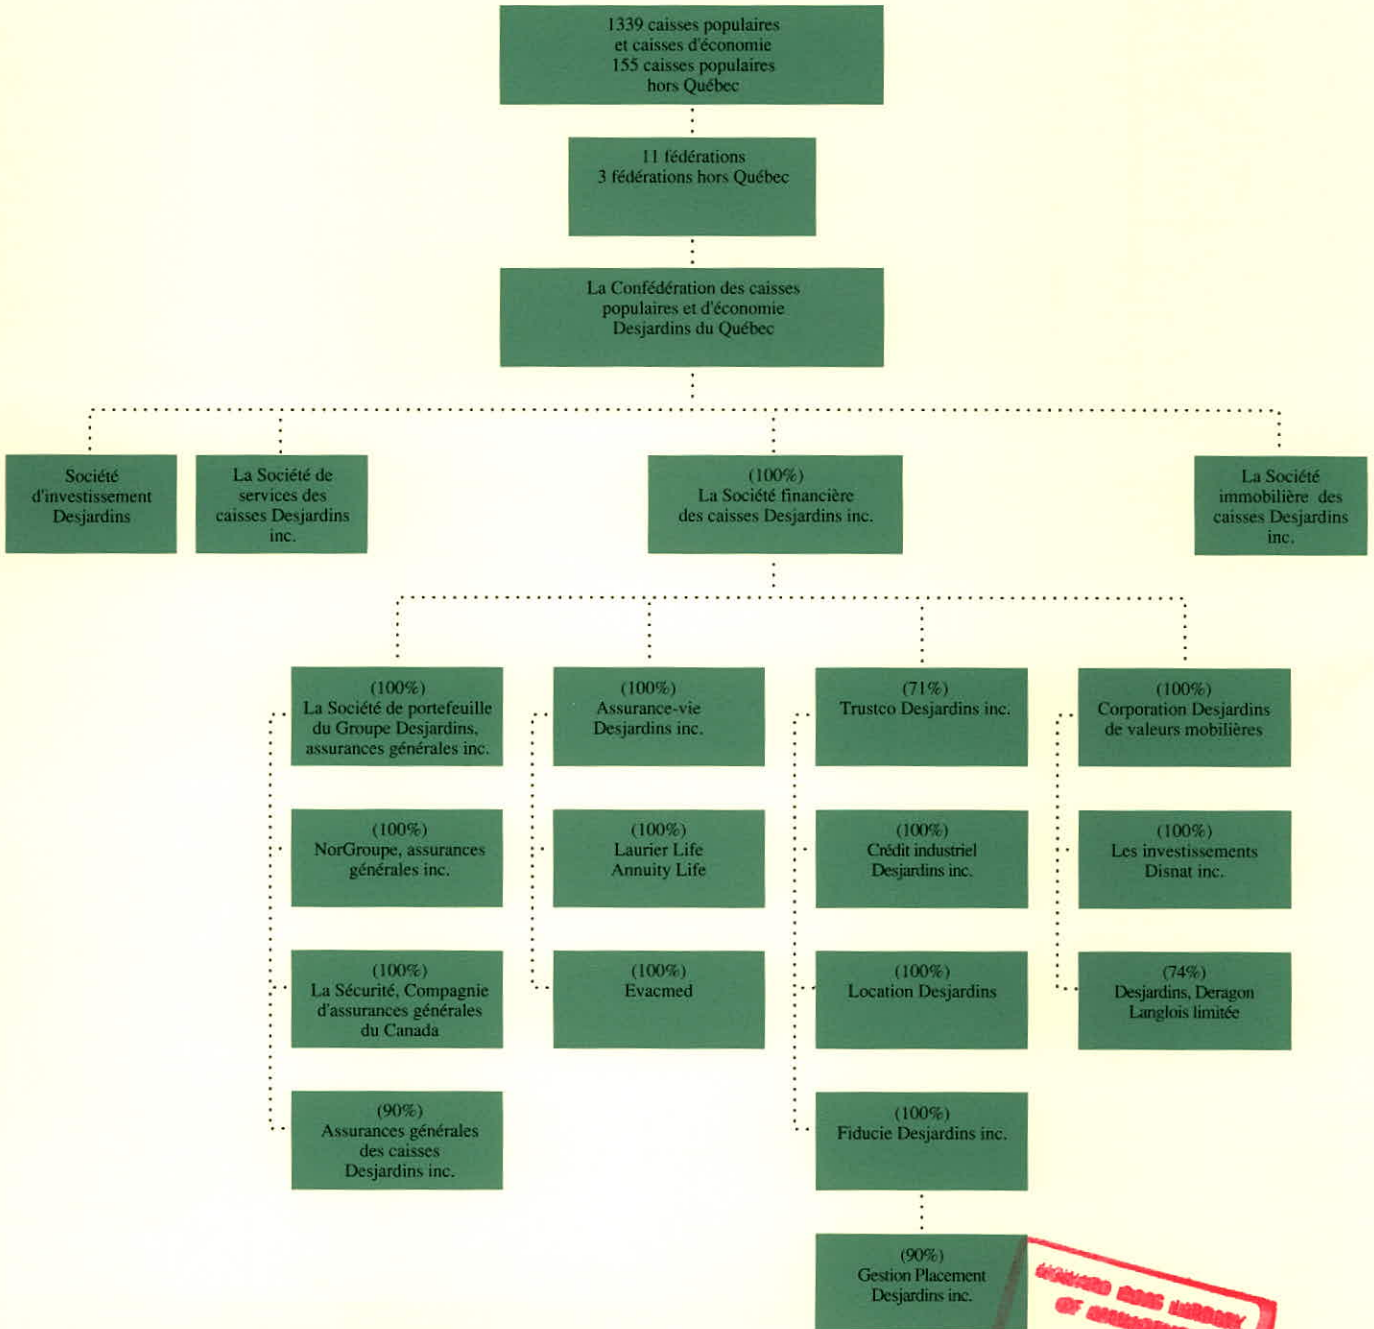 1339 caisses populaires
et caisses d'économie
155 caisses populaires
hors Québec
11 fédérations
3 fédérations hors Québec
La Confédération des caisses
populaires et d'économie
Desjardins du Québec
Société
d'investissement
Desjardins
La Société de
services des
caisses Desjardins
inc.
(100%)
La Société financière
des caisses Desjardins inc.
La Société
immobilière des
caisses Desjardins
inc.
(100%)
La Société de portefeuille
du Groupe Desjardins,
assurances générales inc.
(100%)
Assurance-vie
Desjardins inc.
(71%)
Trustco Desjardins inc.
(100%)
Corporation Desjardins
de valeurs mobilières
(100%)
NorGroupe, assurances
générales inc.
(100%)
Laurier Life
Annuity Life
(100%)
Crédit industriel
Desjardins inc.
(100%)
Les investissements
Disnat inc.
(100%)
La Sécurité, Compagnie
d'assurances générales
du Canada
(100%)
Evacmed
(100%)
Location Desjardins
(74%)
Desjardins, Deragon
Langlois limitée
(90%)
Assurances générales
des caisses
Desjardins inc.
(100%)
Fiducie Desjardins inc.
(90%)
Gestion Placement
Desjardins inc.
LIBRARY
OF